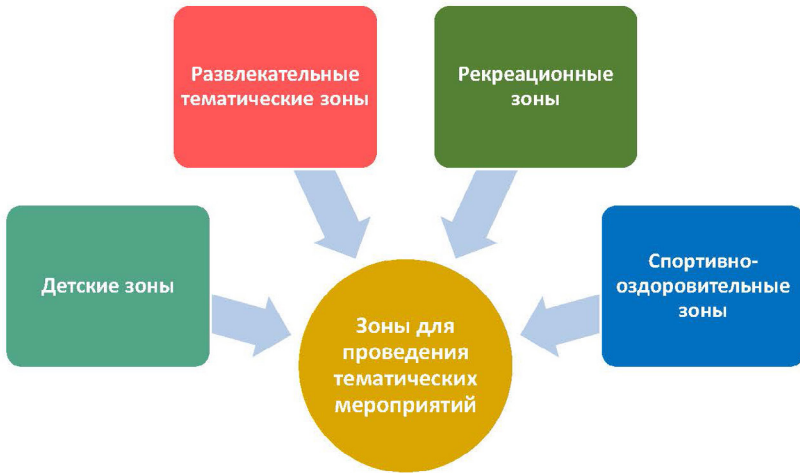 Развлекательные
тематические зоны
Рекреационные
зоны
Детские зоны
Спортивно-
оздоровительные
зоны
Зоны для
проведения
тематических
мероприятий